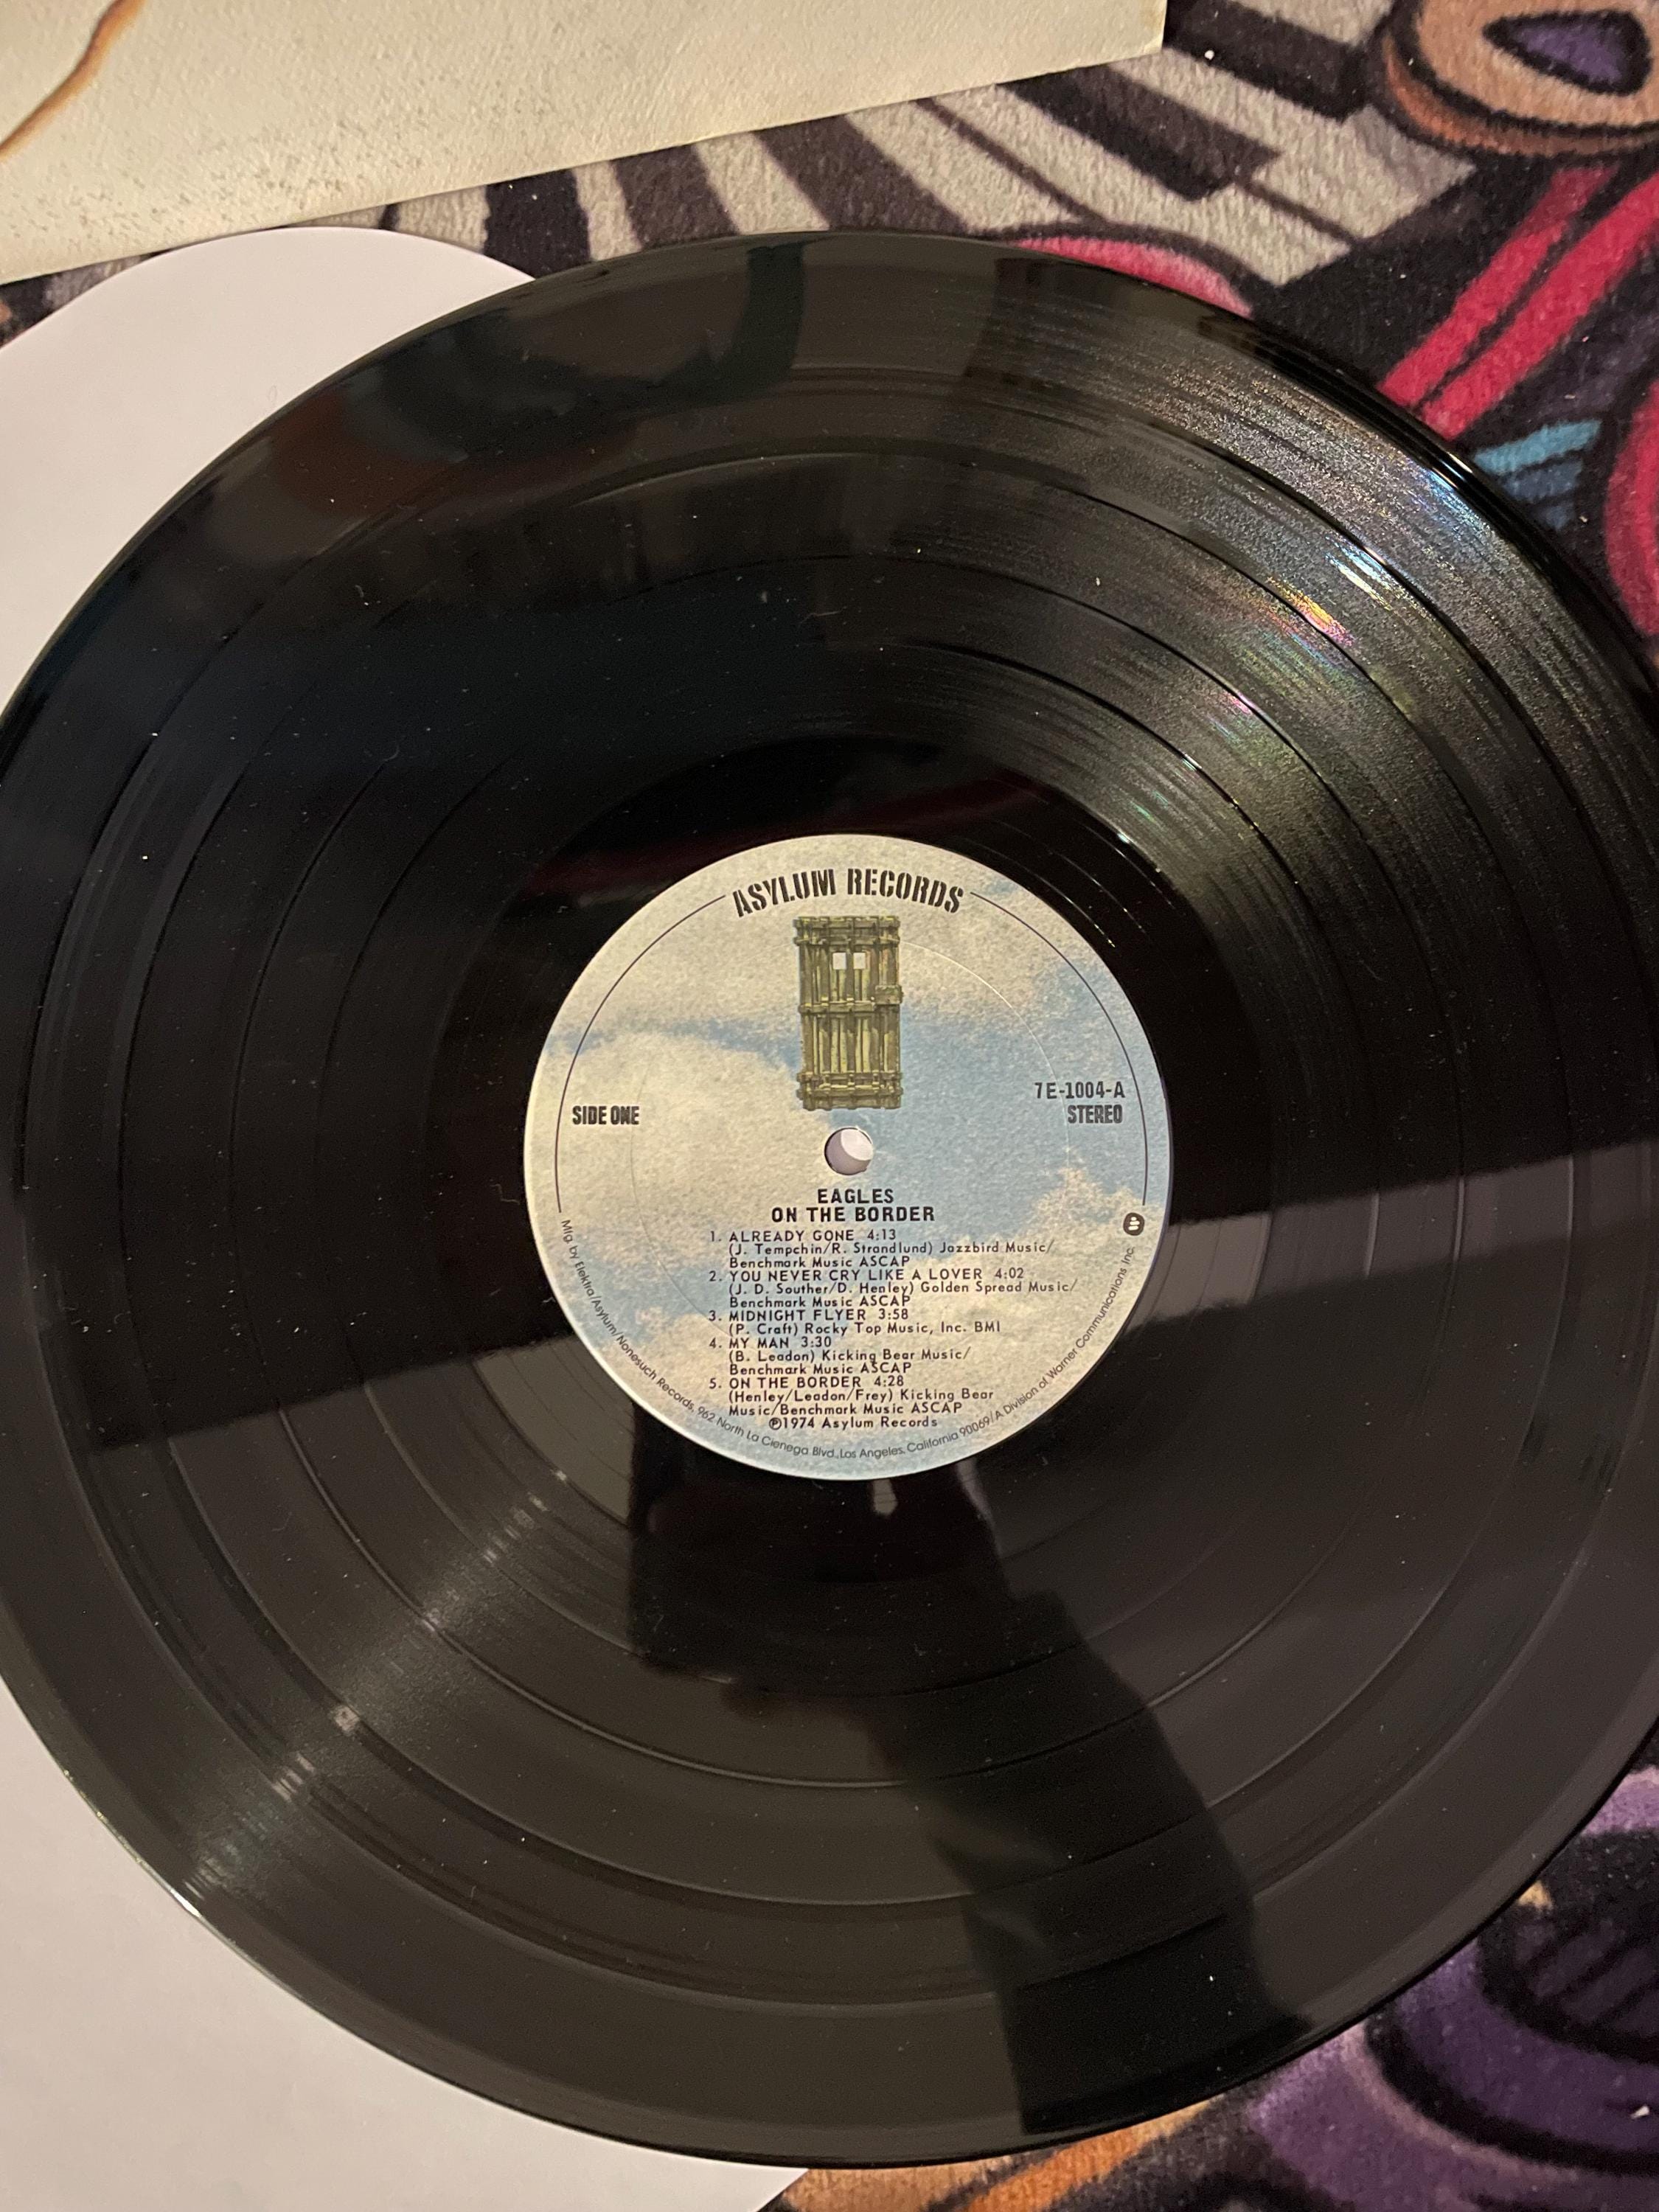 ASYLUM RECORDS
7E-1004-A
SIDE ONE
STEREO
EAGLES
ON THE BORDER
1. ALREADY GONE 4:13
(J. Tempchin/R. Strandlund) Jazzbird Music/
Benchmark Music ASCAP
2. YOU NEVER CRY LIKE A LOVER 4:02
(J. D. Souther/D. Henley) Golden Spread Music/
Benchmark Music ASCAP
3. MIDNIGHT FLYER 3:58
(P. Craft) Rocky Top Music, Inc. BMI
4. MY MAN 3:30
(B. Leadon) Kicking Bear Music/
Benchmark Music ASCAP
5. ON THE BORDER 4:28
(Henley/Leadon/Frey) Kicking Bear
Music/Benchmark Music ASCAP
℗1974 Asylum Records
Mfg. by Elektra/Asylum/Nonesuch Records, 962 North La Cienega Blvd., Los Angeles, California 90069/A Division of Warner Communications Inc.